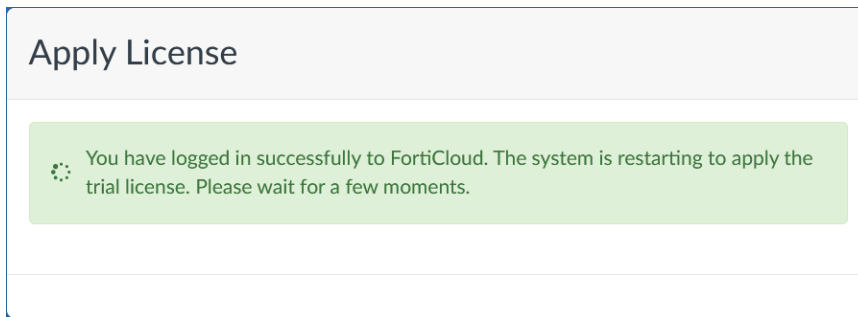 Apply License
You have logged in successfully to FortiCloud. The system is restarting to apply the
trial license. Please wait for a few moments.